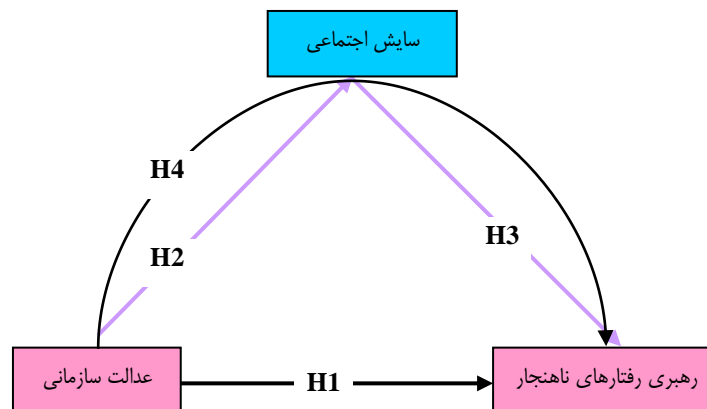 سایش اجتماعی
H4
H3
H2
عدالت سازمانی
H1
رهبری رفتارهای ناهنجار